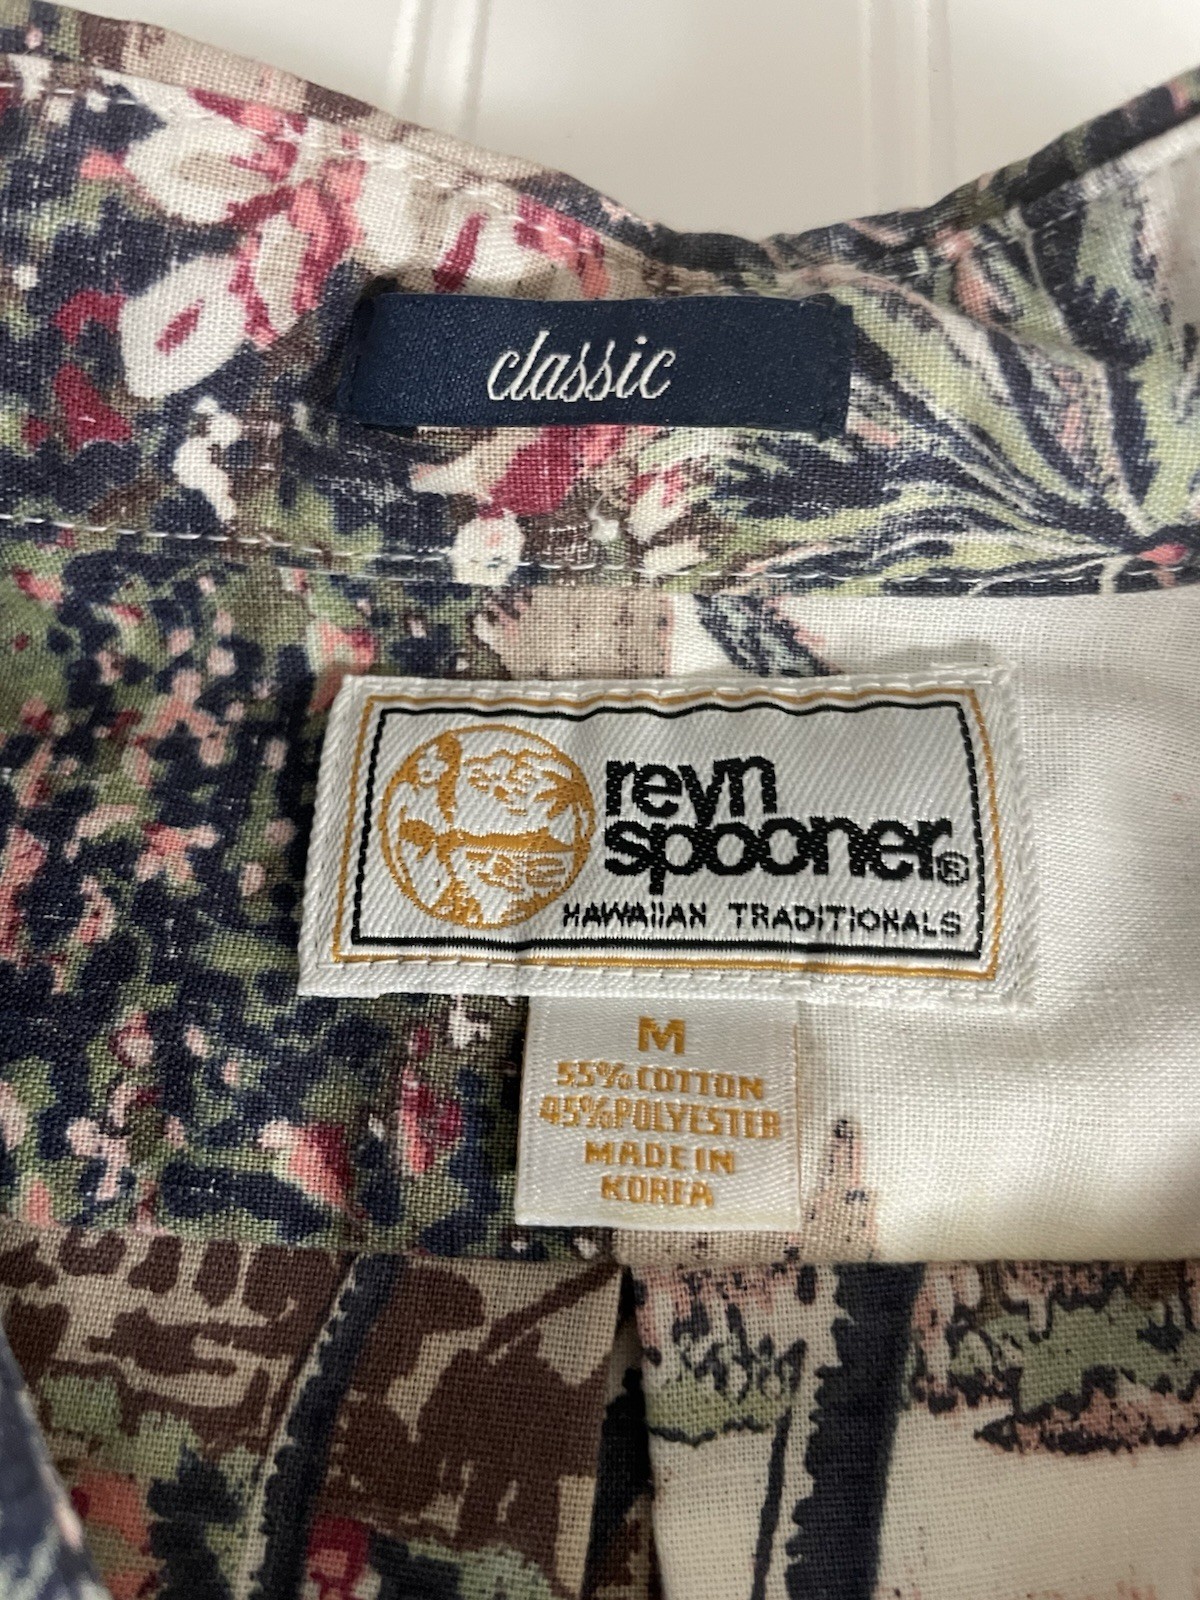 classic
reyn
spooner®
HAWAIIAN TRADITIONALS
M
55% COTTON
45% POLYESTER
MADE IN
KOREA